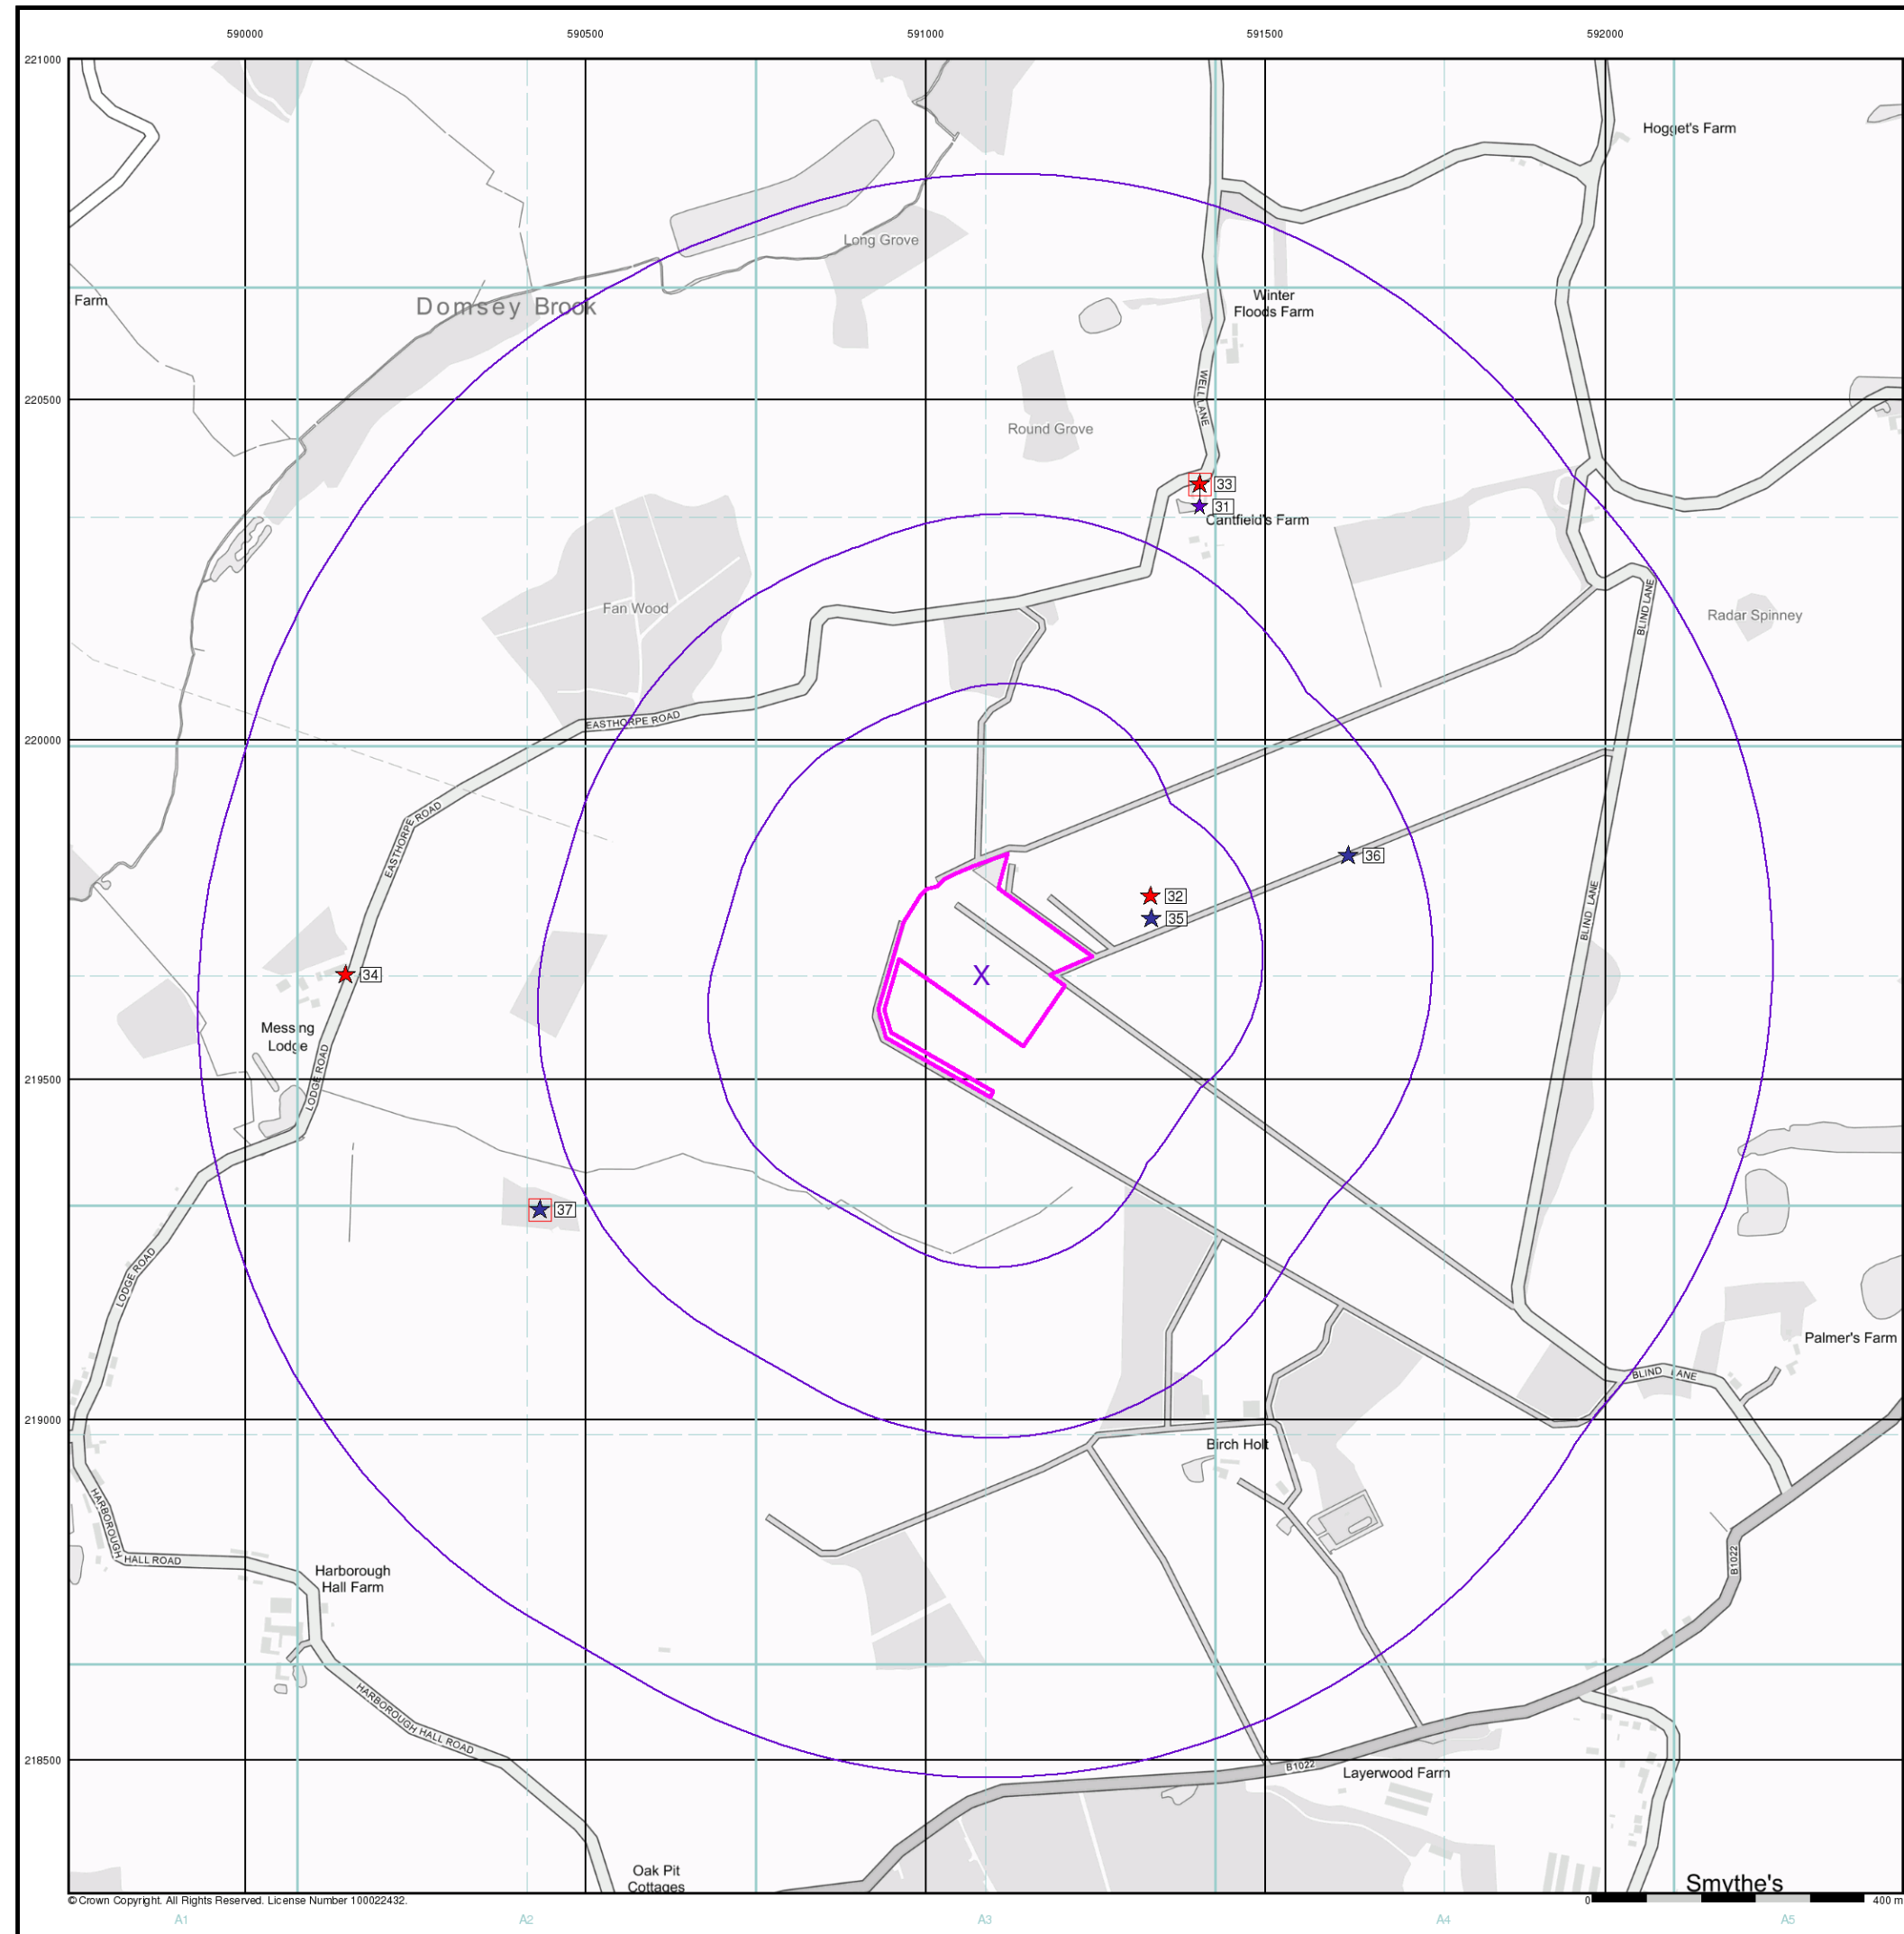 590000 590500 591000 591500 592000
221000
Hogget's Farm
Long Grove
Farm
Domsey Brook
Winter
Floods Farm
WELL LANE
220500
Round Grove
33
31
Cantfield's Farm
Fan Wood
BLIND LANE
Radar Spinney
EASTHORPE ROAD
220000
EASTHORPE ROAD
36
32
35
BLIND LANE
34
X
Messing
Lodge
LODGE ROAD
219500
37
LODGE ROAD
Palmer's Farm
BLIND LANE
219000
Birch Holt
HARBOROUGH
HALL ROAD
B1022
Harborough
Hall Farm
HARBOROUGH HALL ROAD
218500
B1022
Layerwood Farm
Oak Pit
Cottages
Smythe's
© Crown Copyright. All Rights Reserved. License Number 100022432.
0 400 m
A1 A2 A3 A4 A5